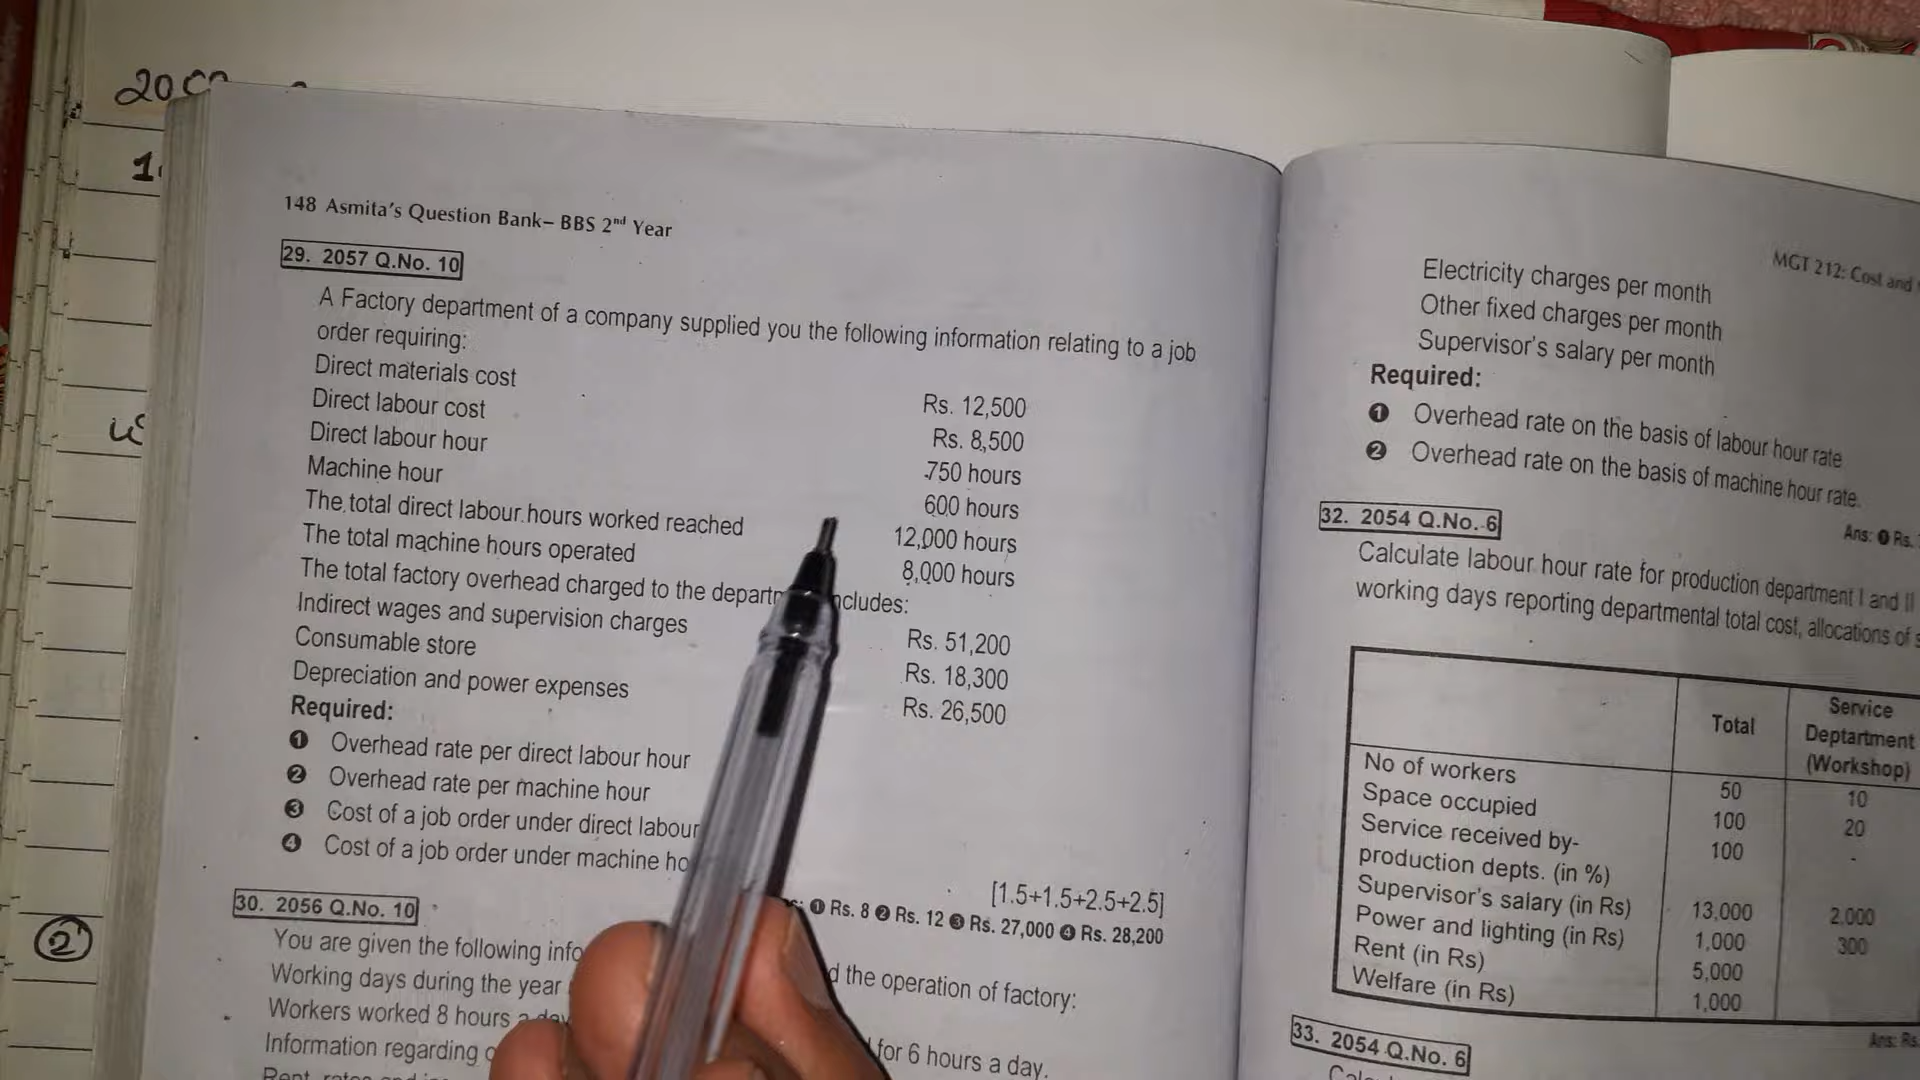 148 Asmita's Question Bank– BBS 2nd Year
29. 2057 Q.No. 10
A Factory department of a company supplied you the following information relating to a job
order requiring:
Direct materials cost Rs. 12,500
Direct labour cost Rs. 8,500
Direct labour hour 750 hours
Machine hour 600 hours
The total direct labour hours worked reached 12,000 hours
The total machine hours operated 8,000 hours
The total factory overhead charged to the includes:
Indirect wages and supervision charges Rs. 51,200
Consumable store Rs. 18,300
Depreciation and power expenses Rs. 26,500
Required:
❶ Overhead rate per direct labour hour
❷ Overhead rate per machine hour
❸ Cost of a job order under direct labour
❹ Cost of a job order under machine
[1.5+1.5+2.5+2.5]
❶ Rs. 8 ❷ Rs. 12 ❸ Rs. 27,000 ❹ Rs. 28,200
30. 2056 Q.No. 10
You are given the following
the operation of factory:
Working days during the year
Workers worked 8 hours a day
for 6 hours a day.
Information regarding
2
MGT 212: Cost and
Electricity charges per month
Other fixed charges per month
Supervisor's salary per month
Required:
❶ Overhead rate on the basis of labour hour rate
❷ Overhead rate on the basis of machine hour rate.
Ans: ❶ Rs.
32. 2054 Q.No. 6
Calculate labour hour rate for production department I and II
working days reporting departmental total cost, allocations of
Total Service Deptartment (Workshop)
No of workers 50 10
Space occupied 100 20
Service received by- 100 -
production depts. (in %)
Supervisor's salary (in Rs) 13,000 2,000
Power and lighting (in Rs) 1,000 300
Rent (in Rs) 5,000
Welfare (in Rs) 1,000
Ans: Rs.
33. 2054 Q.No. 6